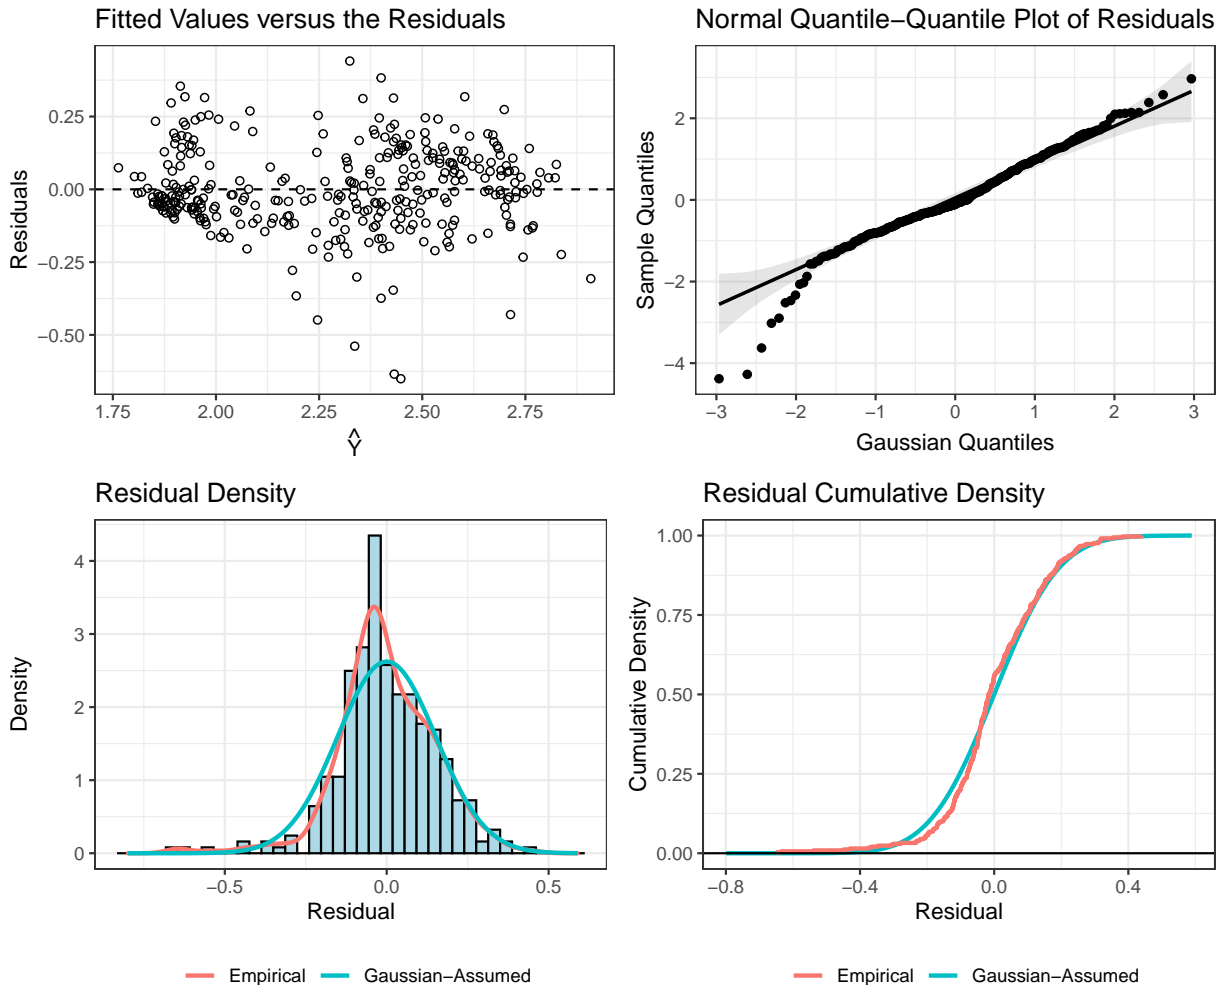 Fitted Values versus the Residuals
Residuals
0.25
0.00
−0.25
−0.50
1.75 2.00 2.25 2.50 2.75
Ŷ
Normal Quantile−Quantile Plot of Residuals
Sample Quantiles
2
0
−2
−4
−3 −2 −1 0 1 2 3
Gaussian Quantiles
Residual Density
Density
4
3
2
1
0
−0.5 0.0 0.5
Residual
Empirical Gaussian−Assumed
Residual Cumulative Density
Cumulative Density
1.00
0.75
0.50
0.25
0.00
−0.8 −0.4 0.0 0.4
Residual
Empirical Gaussian−Assumed